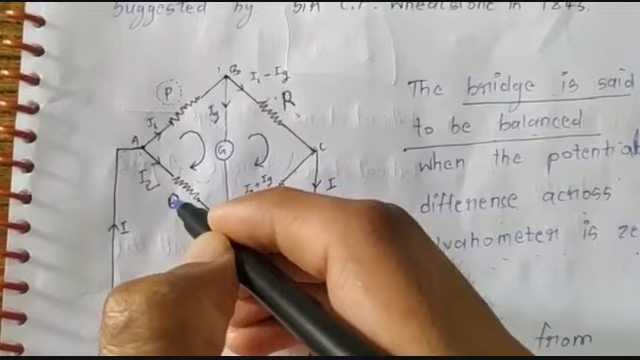 suggested by Sir C.F. Wheatstone in 1843.
B
I₁-Ig
P
R
I₁
Ig
A
G
C
I₂
I₂+Ig
I
I
The bridge is said
to be balanced
when the potential
difference across
is
from